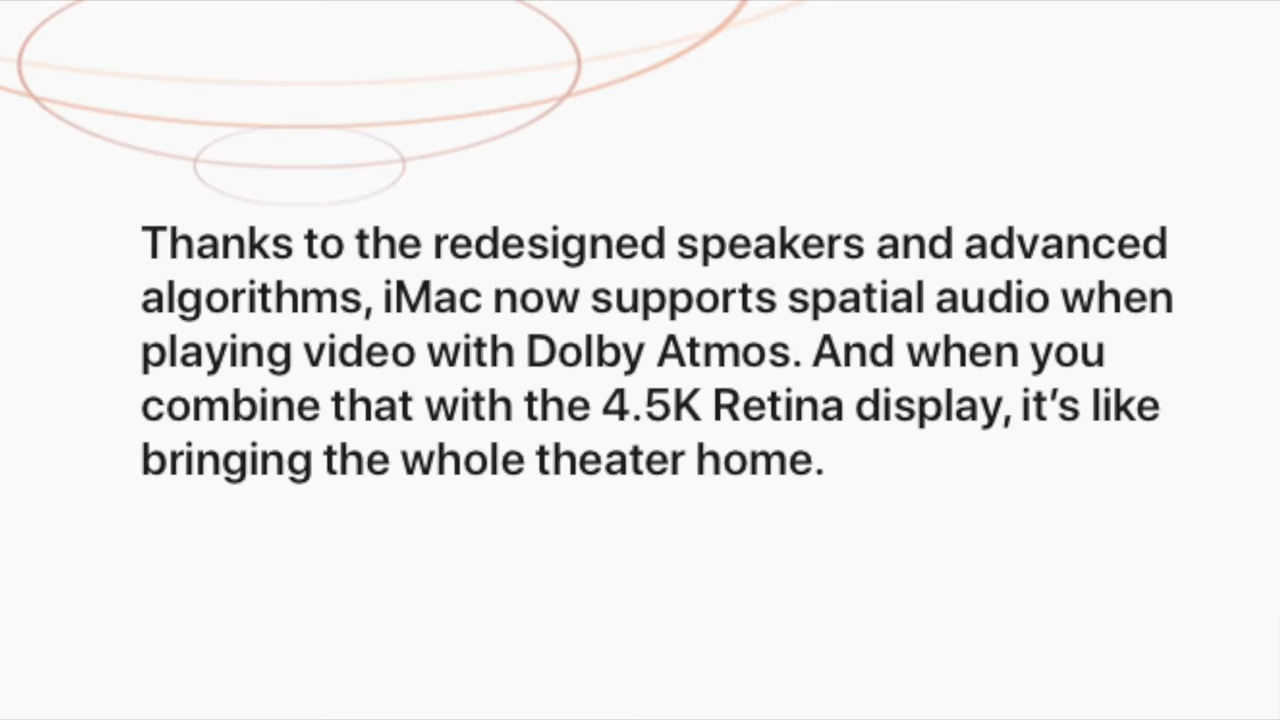 Thanks to the redesigned speakers and advanced
algorithms, iMac now supports spatial audio when
playing video with Dolby Atmos. And when you
combine that with the 4.5K Retina display, it’s like
bringing the whole theater home.